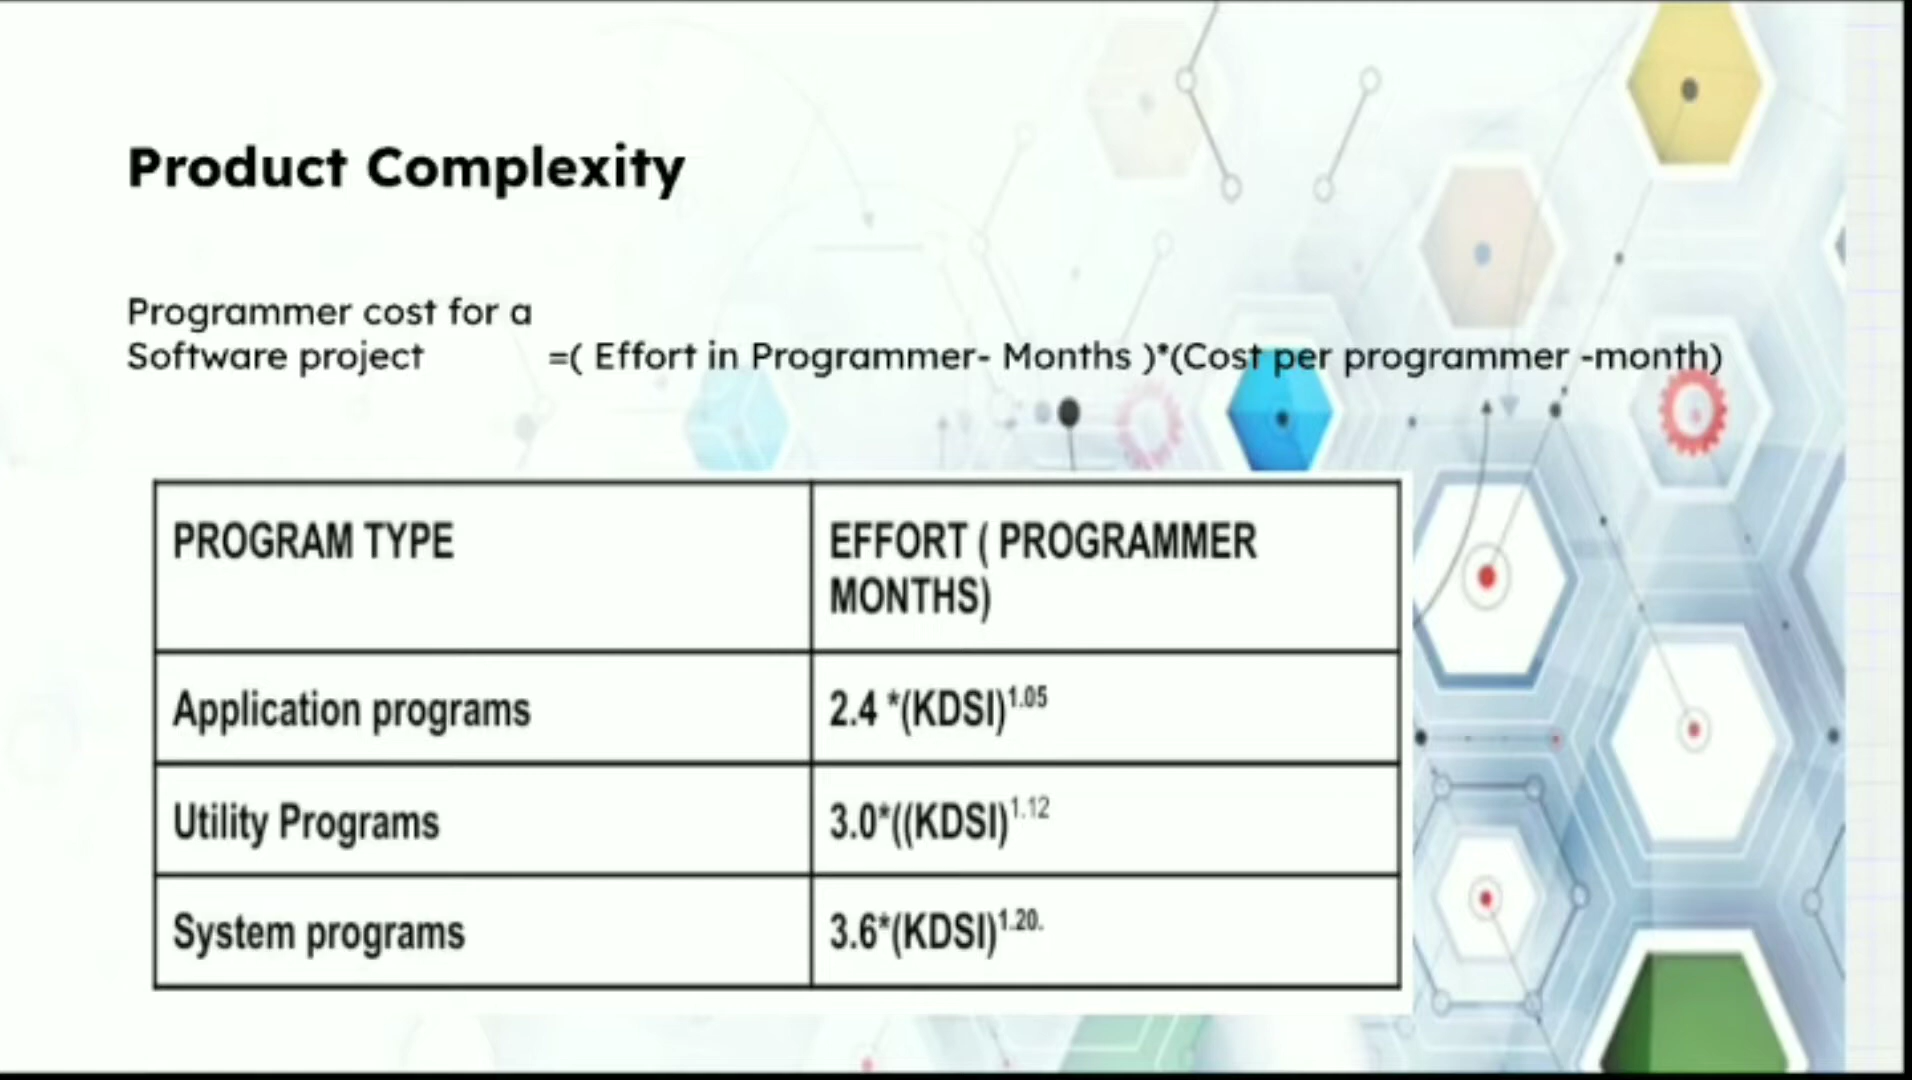 Product Complexity
Programmer cost for a
Software project =( Effort in Programmer- Months )*(Cost per programmer -month)
PROGRAM TYPE
EFFORT ( PROGRAMMER
MONTHS)
Application programs
2.4 *(KDSI)1.05
Utility Programs
3.0*((KDSI)1.12
System programs
3.6*(KDSI)1.20.